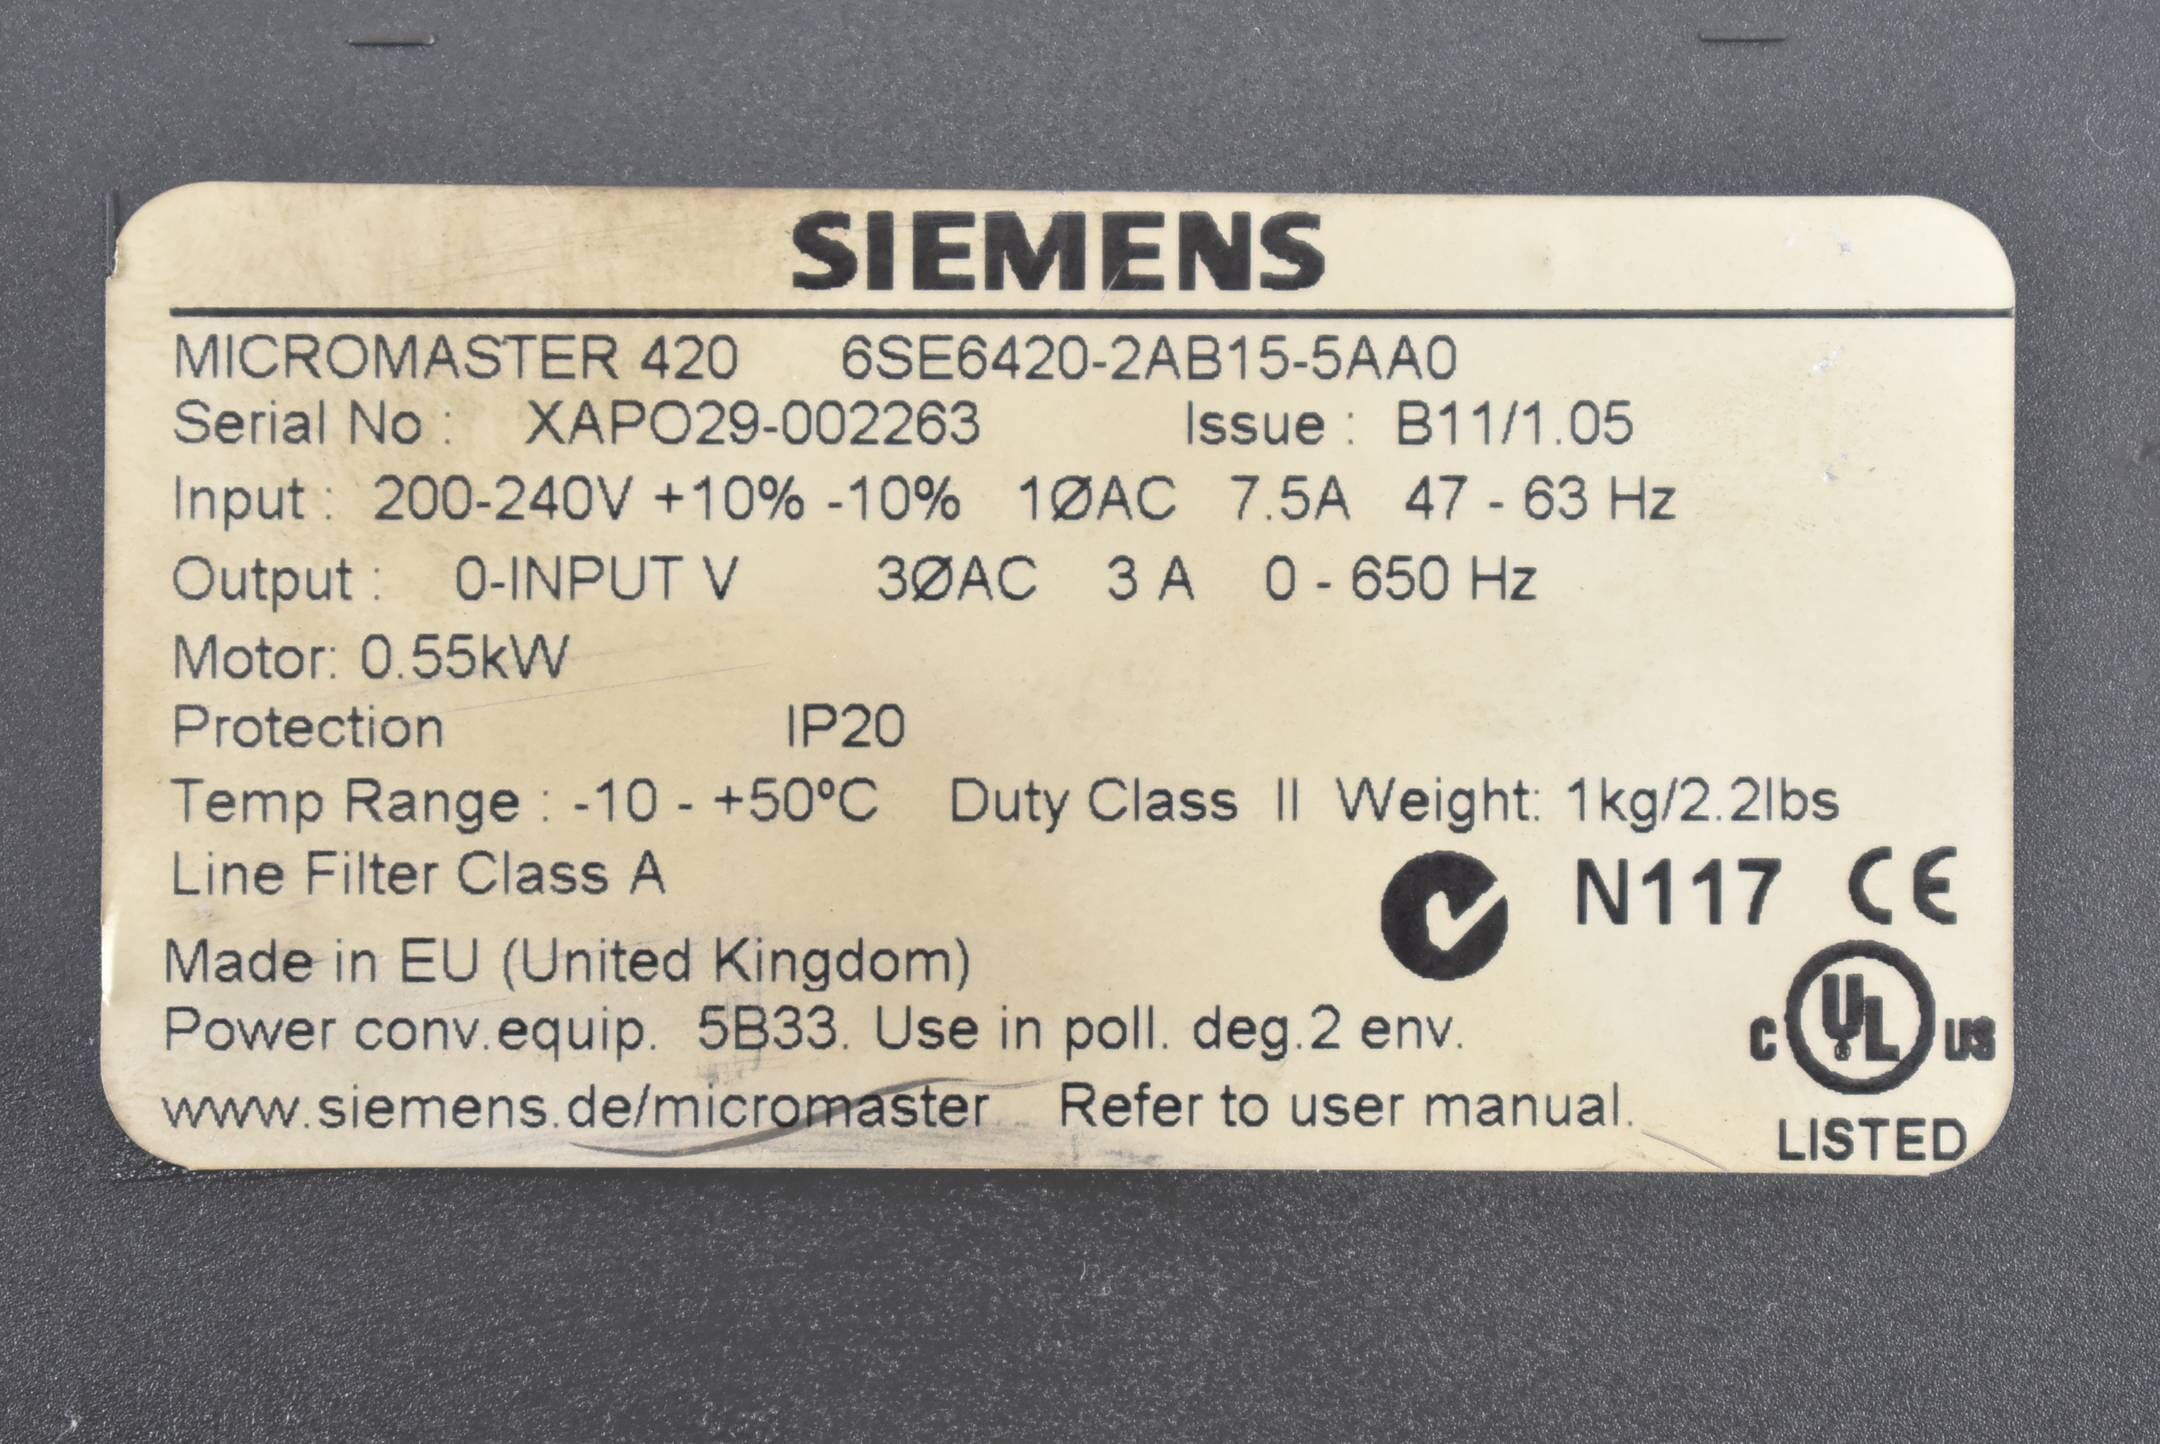 SIEMENS
MICROMASTER 420 6SE6420-2AB15-5AA0
Serial No : XAPO29-002263 Issue : B11/1.05
Input : 200-240V +10% -10% 1ØAC 7.5A 47 - 63 Hz
Output : 0-INPUT V 3ØAC 3 A 0 - 650 Hz
Motor: 0.55kW
Protection IP20
Temp Range : -10 - +50ºC Duty Class II Weight: 1kg/2.2lbs
Line Filter Class A
N117 CE
Made in EU (United Kingdom)
Power conv.equip. 5B33. Use in poll. deg.2 env.
C UL US
www.siemens.de/micromaster Refer to user manual.
LISTED